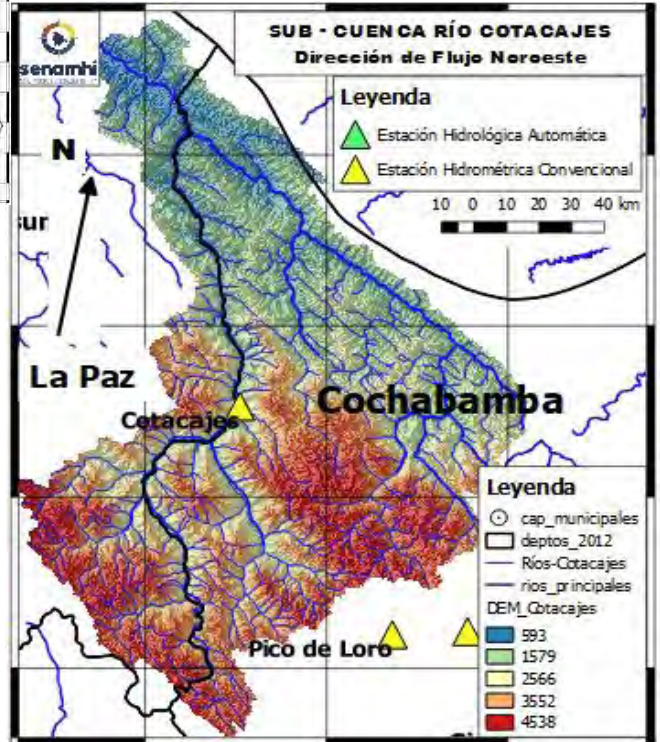 senamhi
SUB - CUENCA RÍO COTACAJES
Dirección de Flujo Noroeste
Leyenda
Estación Hidrológica Automática
Estación Hidrométrica Convencional
10 0 10 20 30 40 km
N
sur
La Paz
Cotacajes
Cochabamba
Pico de Loro
Leyenda
cap_municipales
deptos_2012
Ríos-Cotacajes
rios_principales
DEM_Cotacajes
593
1579
2566
3552
4538